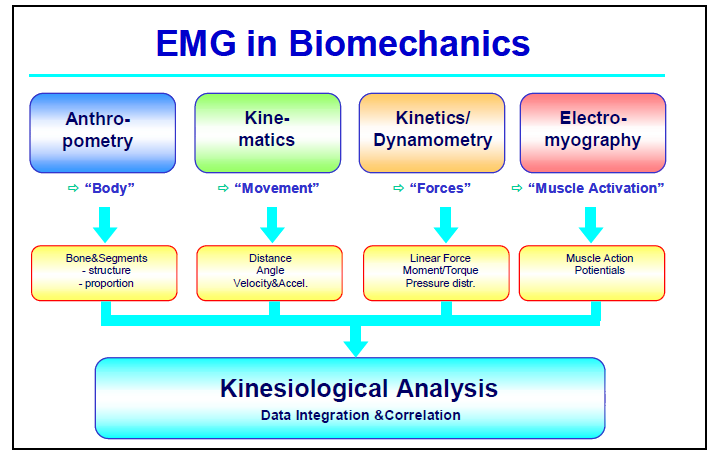 EMG in Biomechanics
Anthro-
pometry
Kine-
matics
Kinetics/
Dynamometry
Electro-
myography
⇨ “Body”
⇨ “Movement”
⇨ “Forces”
⇨ “Muscle Activation”
Bone&Segments
- structure
- proportion
Distance
Angle
Velocity&Accel.
Linear Force
Moment/Torque
Pressure distr.
Muscle Action
Potientials
Kinesiological Analysis
Data Integration &Correlation